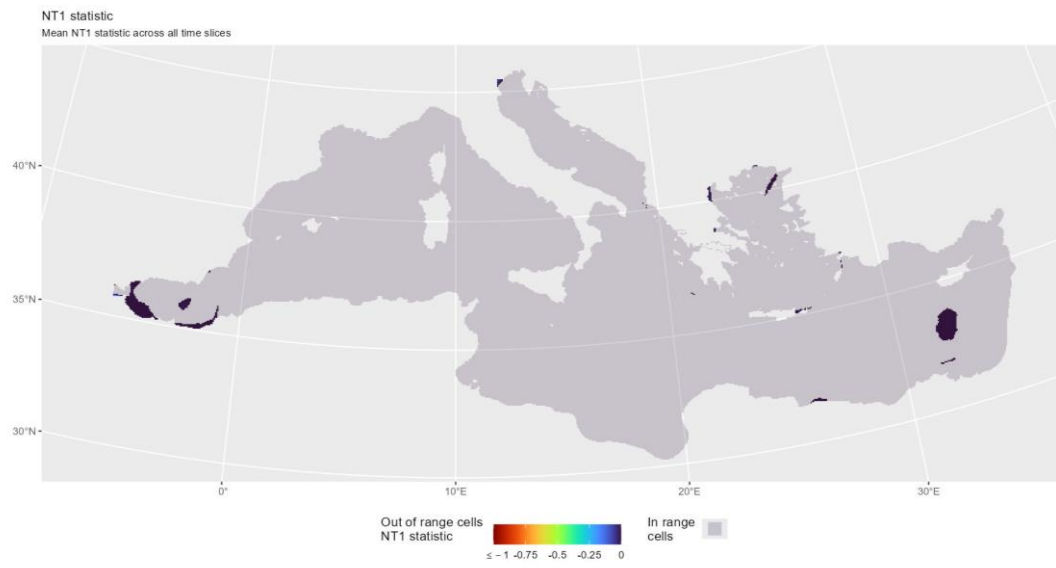 NT1 statistic
Mean NT1 statistic across all time slices
40°N
35°N
30°N
0°
10°E
20°E
30°E
Out of range cells
NT1 statistic
≤ − 1 -0.75 -0.5 -0.25 0
In range
cells